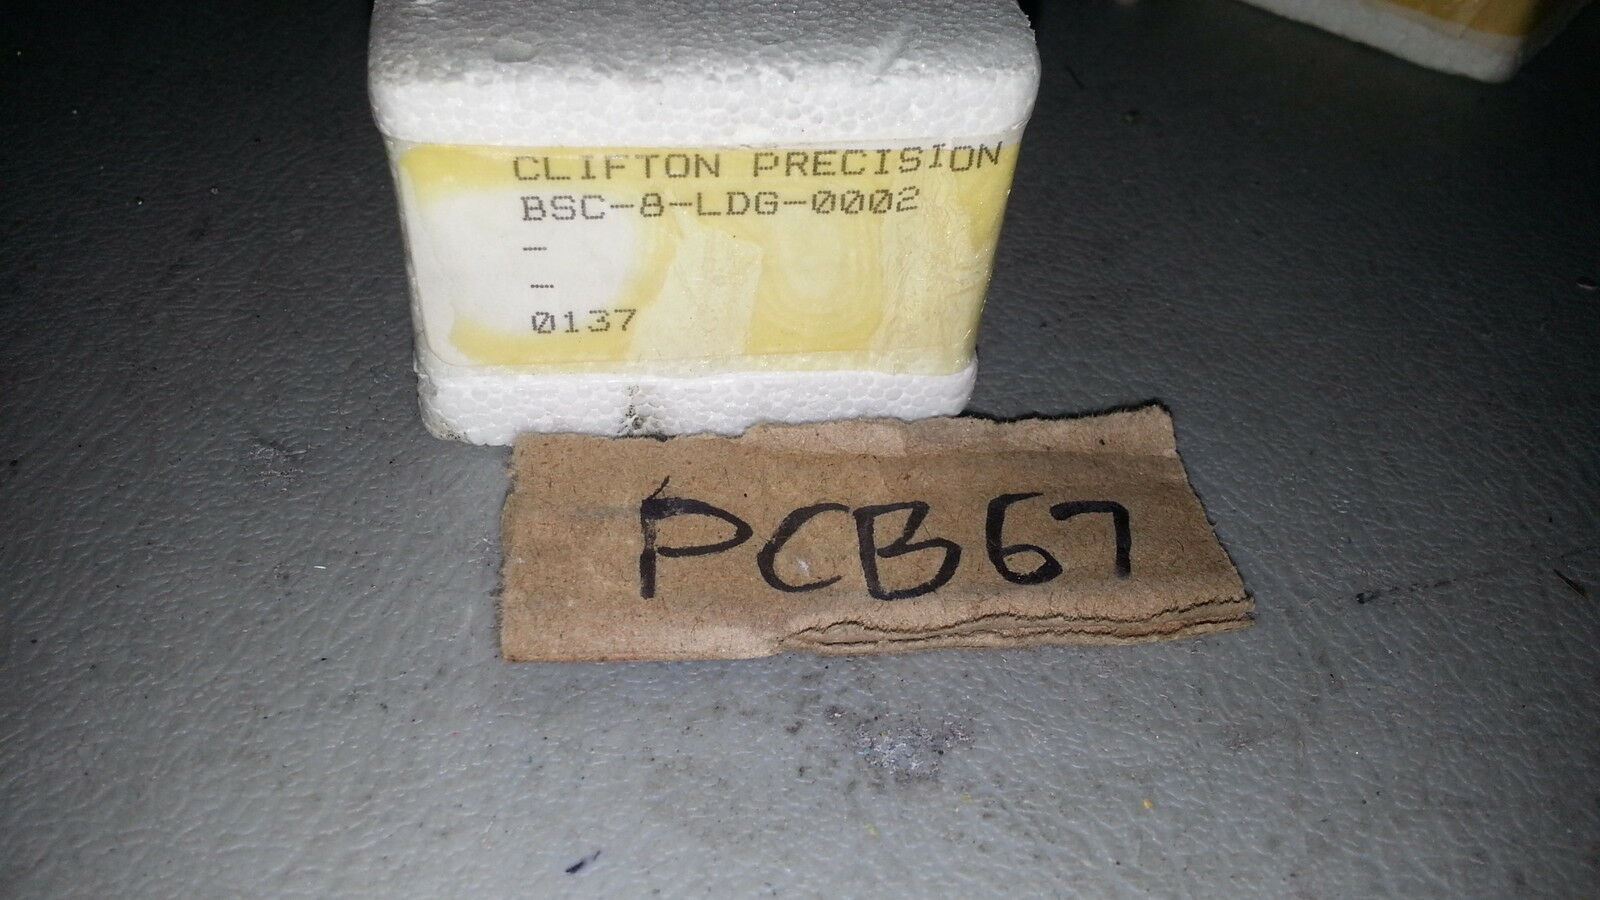 CLIFTON PRECISION
BSC-8-LDG-0002
-
-
0137
PCB67